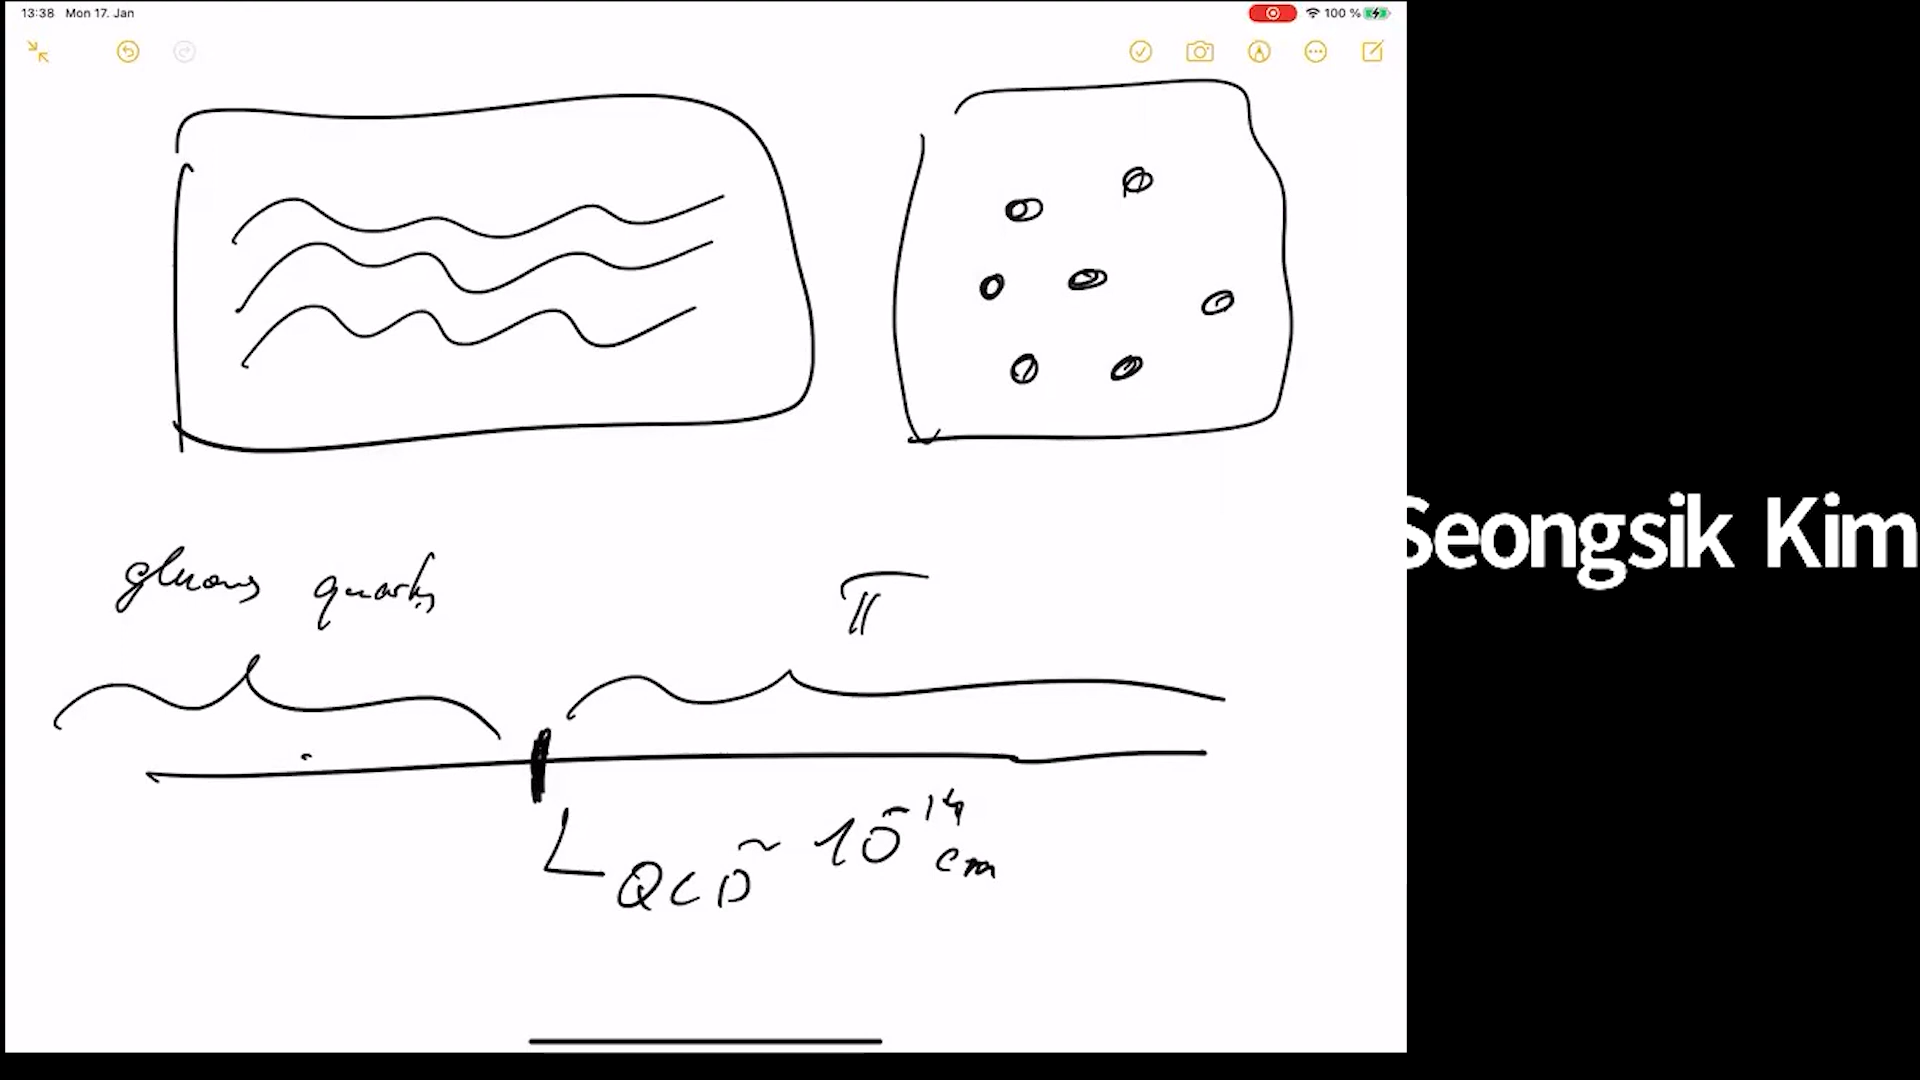 13:38 Mon 17. Jan 100 %
Seongsik Kim
gluons quarks π
L_QCD ~ 10^-14 cm